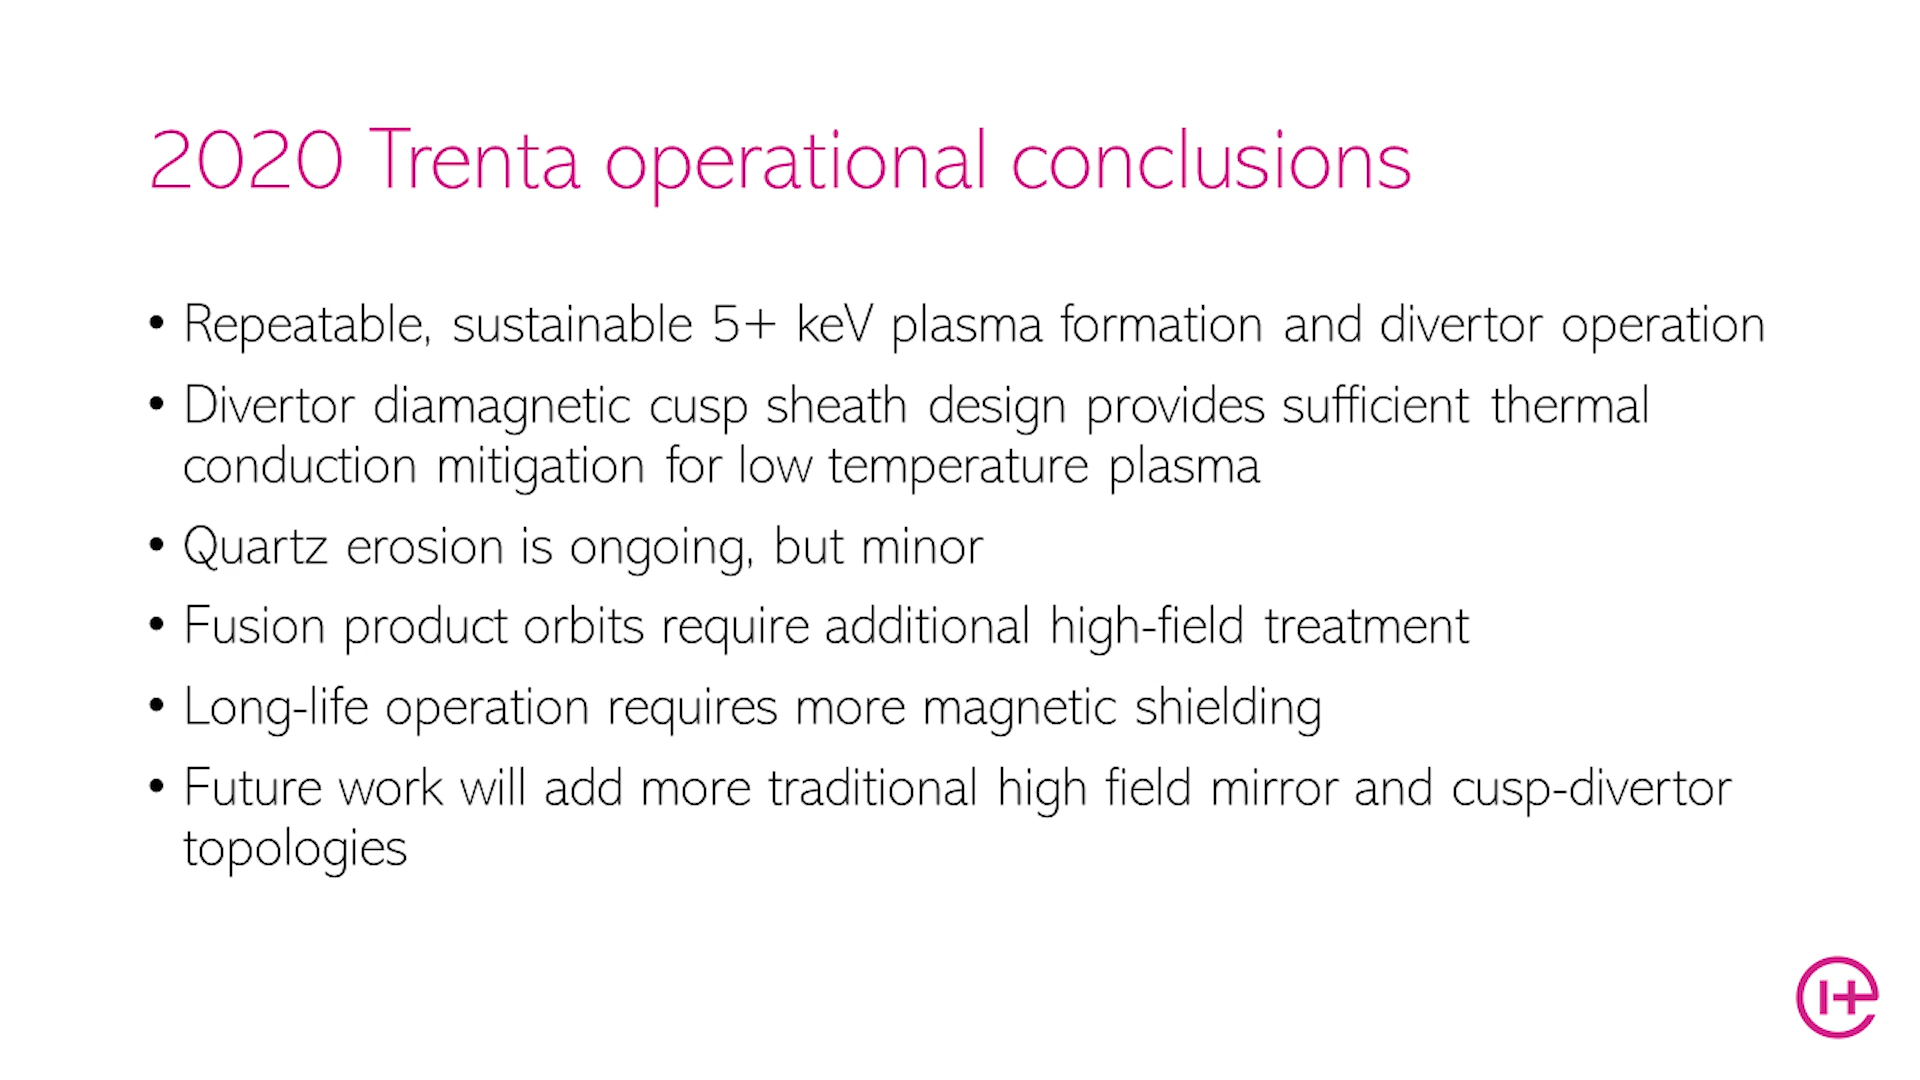 2020 Trenta operational conclusions
• Repeatable, sustainable 5+ keV plasma formation and divertor operation
• Divertor diamagnetic cusp sheath design provides sufficient thermal
conduction mitigation for low temperature plasma
• Quartz erosion is ongoing, but minor
• Fusion product orbits require additional high-field treatment
• Long-life operation requires more magnetic shielding
• Future work will add more traditional high field mirror and cusp-divertor
topologies